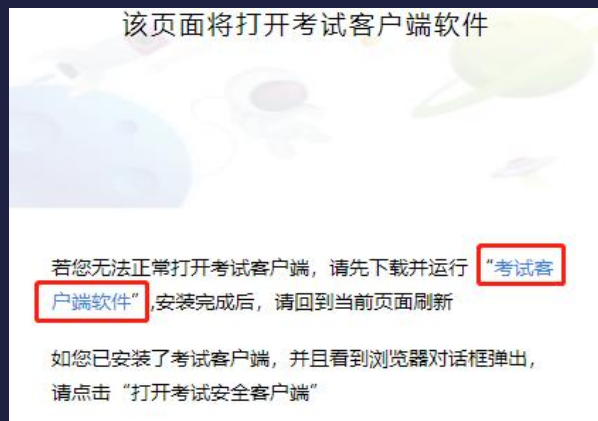 该页面将打开考试客户端软件
若您无法正常打开考试客户端，请先下载并运行 “考试客
户端软件” ,安装完成后，请回到当前页面刷新
如您已安装了考试客户端，并且看到浏览器对话框弹出，
请点击“打开考试安全客户端”